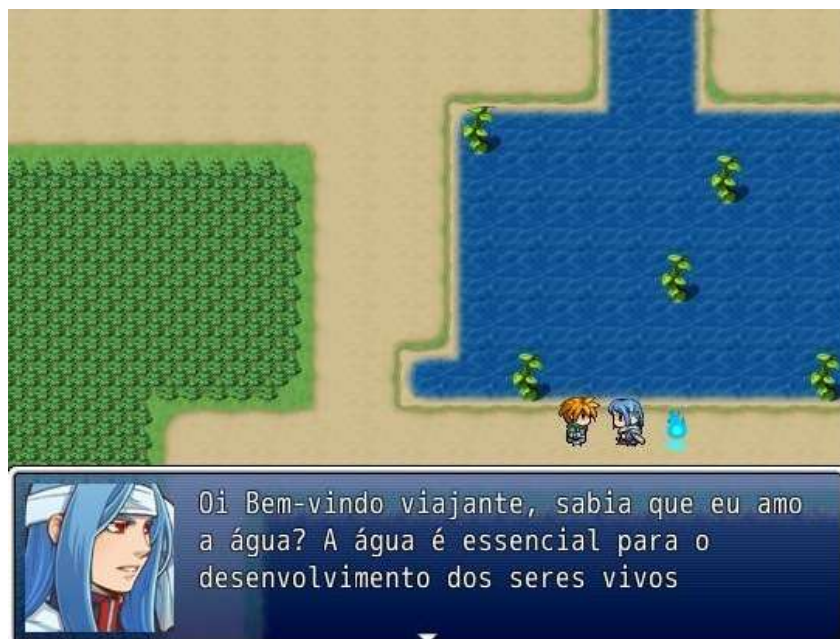 Oi Bem-vindo viajante, sabia que eu amo
a água? A água é essencial para o
desenvolvimento dos seres vivos